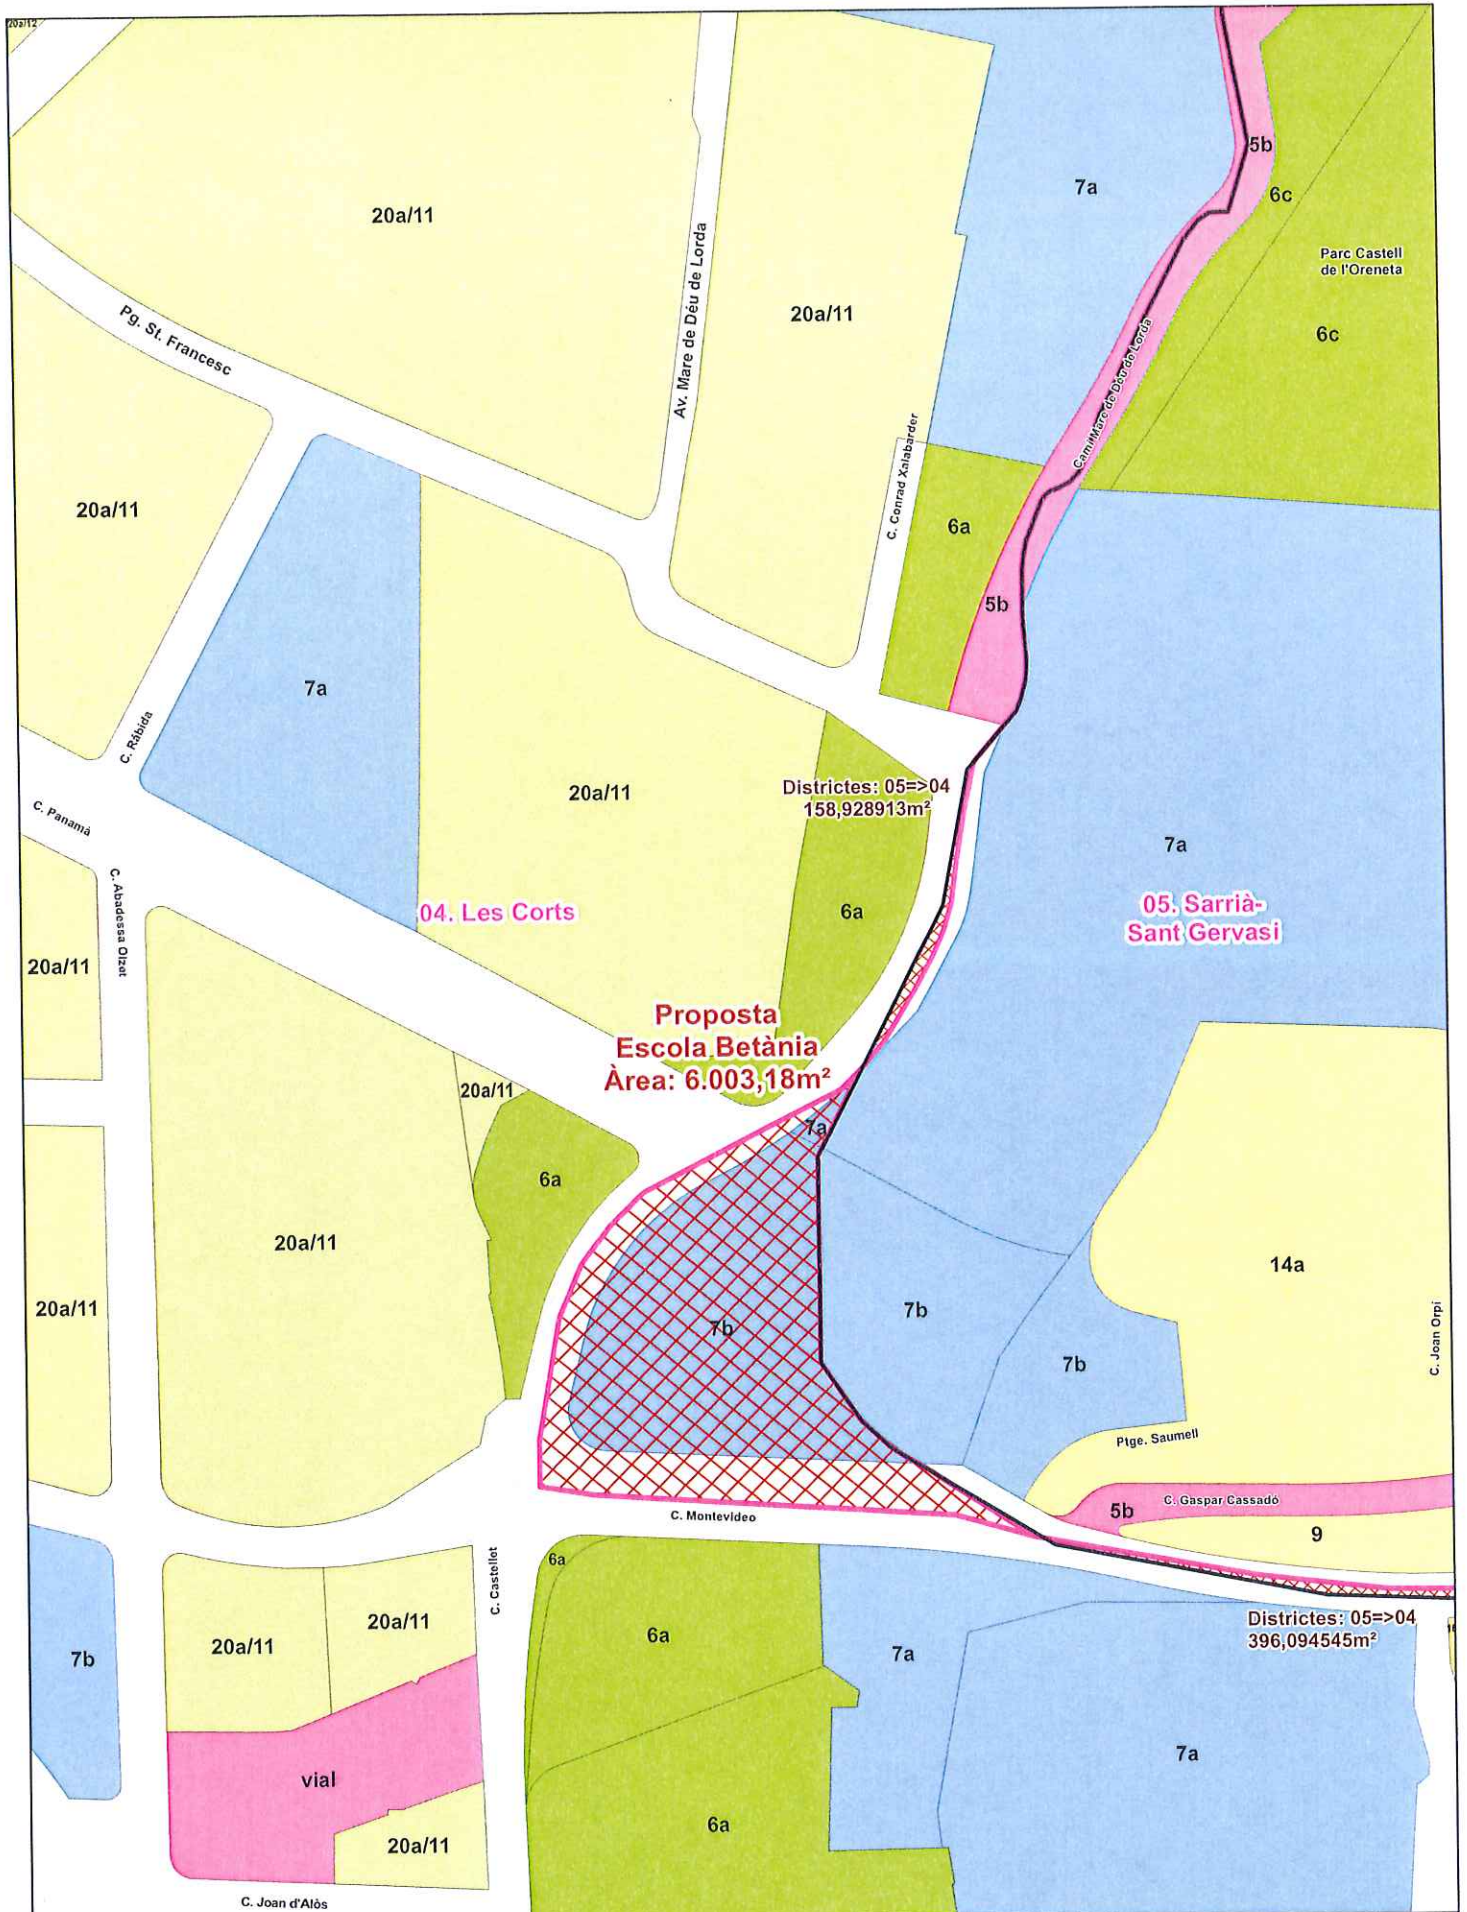 20a/12
5b
7a
6c
20a/11
Parc Castell
de l'Oreneta
Av. Mare de Déu de Lorda
20a/11
Pg. St. Francesc
6c
Camí Mare de Déu de Lorda
C. Conrad Xalabarder
20a/11
6a
5b
7a
C. Rábida
20a/11
Districtes: 05=>04
158,928913m²
C. Panamá
7a
C. Abadessa Olzet
04. Les Corts
6a
05. Sarrià-
Sant Gervasi
20a/11
Proposta
Escola Betània
Àrea: 6.003,18m²
20a/11
7a
6a
20a/11
14a
20a/11
7b
7b
7b
C. Joan Orpí
Ptge. Saumell
C. Gaspar Cassadó
5b
C. Montevideo
9
6a
C. Castellet
20a/11
20a/11
6a
Districtes: 05=>04
396,094545m²
7b
7a
7a
vial
6a
20a/11
C. Joan d'Alòs